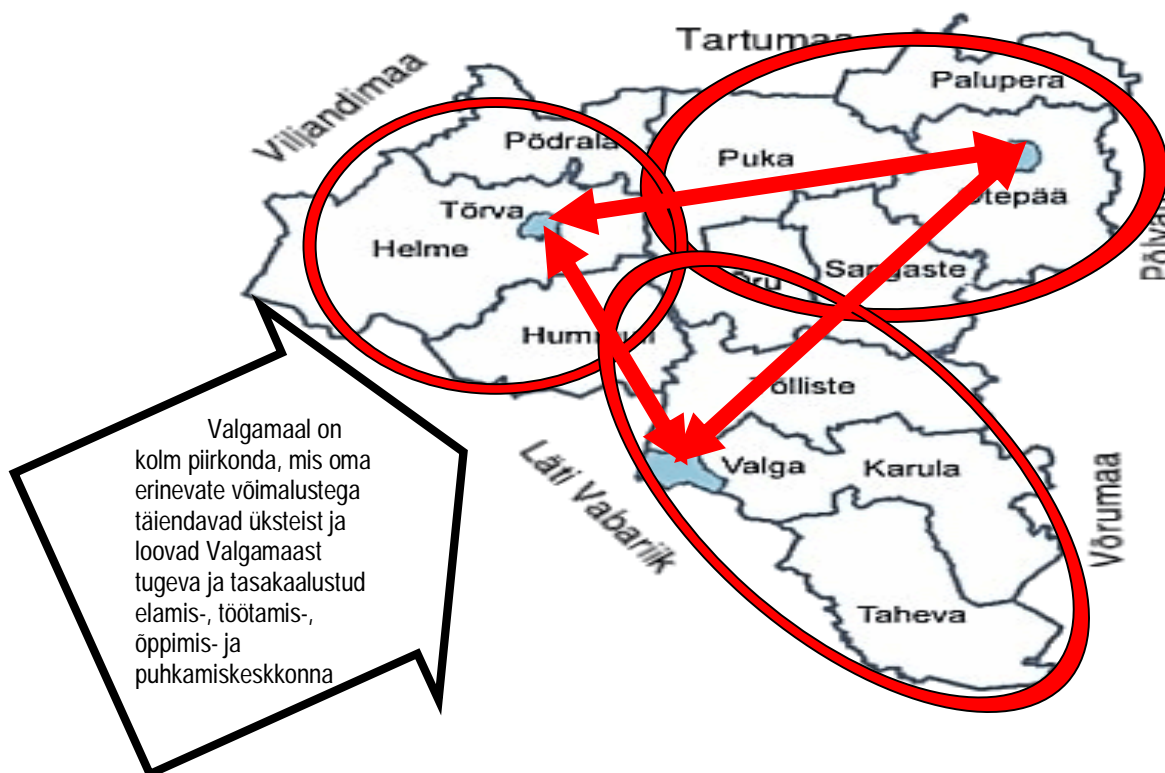 Tartumaa
Viljandimaa
Palupera
Põdrala
Puka
Tõrva
Otepää
Helme
Sangaste
Hummuli
Tõlliste
Läti Vabariik
Valga
Karula
Võrumaa
Taheva
Valgamaal on
kolm piirkonda, mis oma
erinevate võimalustega
täiendavad üksteist ja
loovad Valgamaast
tugeva ja tasakaalustud
elamis-, töötamis-,
õppimis- ja
puhkamiskeskkonna